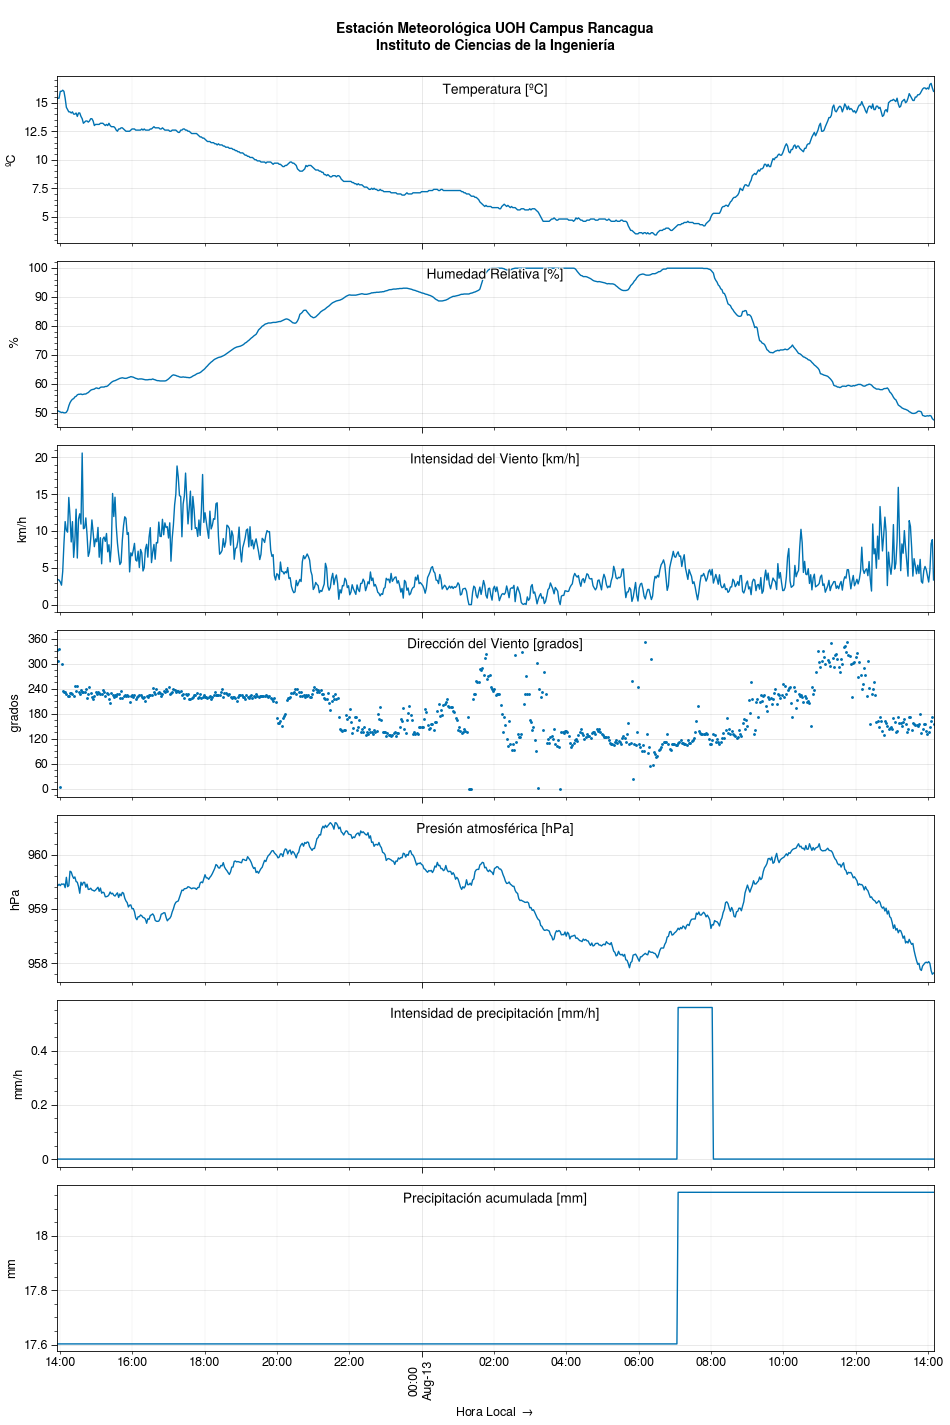 Estación Meteorológica UOH Campus Rancagua
Instituto de Ciencias de la Ingeniería
Temperatura [ºC]
15
12.5
10
7.5
5
ºC
Humedad Relativa [%]
100
90
80
70
60
50
%
Intensidad del Viento [km/h]
20
15
10
5
0
km/h
Dirección del Viento [grados]
360
300
240
180
120
60
0
grados
Presión atmosférica [hPa]
960
959
958
hPa
Intensidad de precipitación [mm/h]
0.4
0.2
0
mm/h
Precipitación acumulada [mm]
18
17.8
17.6
mm
14:00 16:00 18:00 20:00 22:00 00:00 02:00 04:00 06:00 08:00 10:00 12:00 14:00
Aug-13
Hora Local →